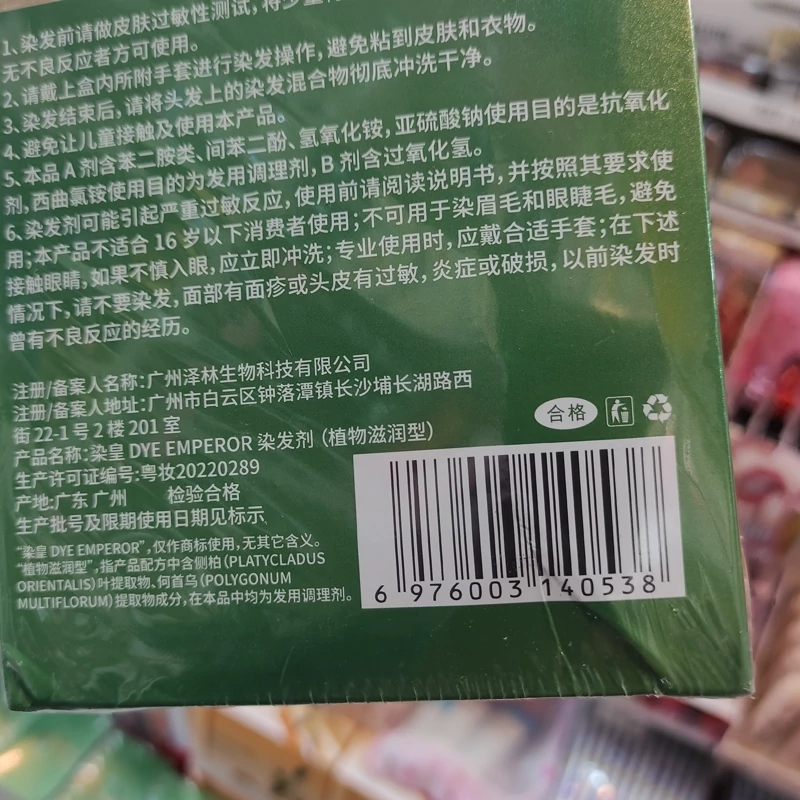 1、染发前请做皮肤过敏性测试,将少量
无不良反应者方可使用。
2、请戴上盒内所附手套进行染发操作,避免粘到皮肤和衣物。
3、染发结束后,请将头发上的染发混合物彻底冲洗干净。
4、避免让儿童接触及使用本产品。
5、本品 A 剂含苯二胺类、间苯二酚、氢氧化铵,亚硫酸钠使用目的是抗氧化
剂,西曲氯铵使用目的为发用调理剂,B 剂含过氧化氢。
6、染发剂可能引起严重过敏反应,使用前请阅读说明书,并按照其要求使
用;本产品不适合 16 岁以下消费者使用;不可用于染眉毛和眼睫毛,避免
接触眼睛,如果不慎入眼,应立即冲洗;专业使用时,应戴合适手套;在下述
情况下,请不要染发,面部有面疹或头皮有过敏,炎症或破损,以前染发时
曾有不良反应的经历。
注册/备案人名称:广州泽林生物科技有限公司
注册/备案人地址:广州市白云区钟落潭镇长沙埔长湖路西
街 22-1 号 2 楼 201 室
产品名称:染皇 DYE EMPEROR 染发剂 (植物滋润型)
生产许可证编号:粤妆20220289
产地:广东 广州 检验合格
生产批号及限期使用日期见标示
“染皇 DYE EMPEROR”,仅作商标使用,无其它含义。
“植物滋润型”,指产品配方中含侧柏(PLATYCLADUS
ORIENTALIS)叶提取物、何首乌(POLYGONUM
MULTIFLORUM)提取物成分,在本品中均为发用调理剂。
合格
6 976003 140538